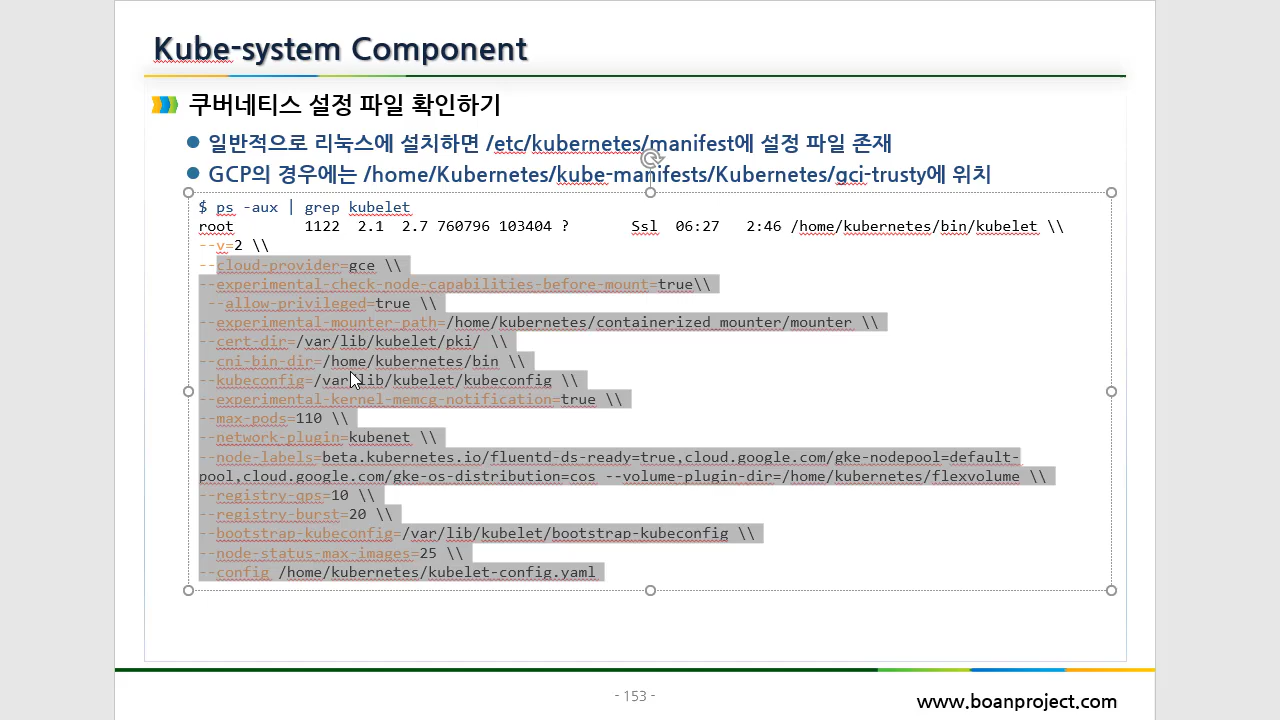 Kube-system Component
쿠버네티스 설정 파일 확인하기
일반적으로 리눅스에 설치하면 /etc/kubernetes/manifest에 설정 파일 존재
GCP의 경우에는 /home/Kubernetes/kube-manifests/Kubernetes/gci-trusty에 위치
$ ps -aux | grep kubelet
root 1122 2.1 2.7 760796 103404 ? Ssl 06:27 2:46 /home/kubernetes/bin/kubelet \\
--v=2 \\
--cloud-provider=gce \\
--experimental-check-node-capabilities-before-mount=true\\
--allow-privileged=true \\
--experimental-mounter-path=/home/kubernetes/containerized_mounter/mounter \\
--cert-dir=/var/lib/kubelet/pki/ \\
--cni-bin-dir=/home/kubernetes/bin \\
--kubeconfig=/var/lib/kubelet/kubeconfig \\
--experimental-kernel-memcg-notification=true \\
--max-pods=110 \\
--network-plugin=kubenet \\
--node-labels=beta.kubernetes.io/fluentd-ds-ready=true,cloud.google.com/gke-nodepool=default-
pool,cloud.google.com/gke-os-distribution=cos --volume-plugin-dir=/home/kubernetes/flexvolume \\
--registry-qps=10 \\
--registry-burst=20 \\
--bootstrap-kubeconfig=/var/lib/kubelet/bootstrap-kubeconfig \\
--node-status-max-images=25 \\
--config /home/kubernetes/kubelet-config.yaml
- 153 -
www.boanproject.com